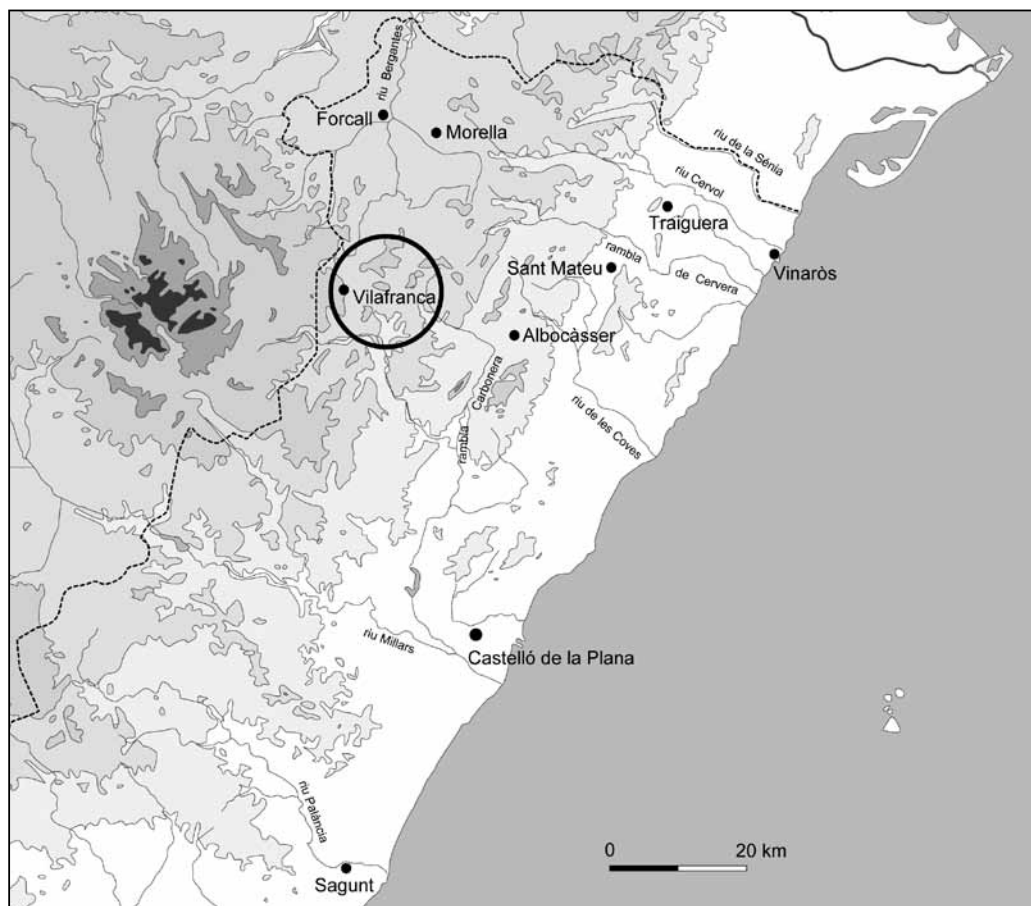 riu Bergantes
Forcall
Morella
riu de la Sénia
riu Cervol
Traiguera
rambla de Cervera
Sant Mateu
Vinaròs
Vilafranca
Albocàsser
rambla Carbonera
riu de les Coves
riu Millars
Castelló de la Plana
riu Palància
Sagunt
0 20 km